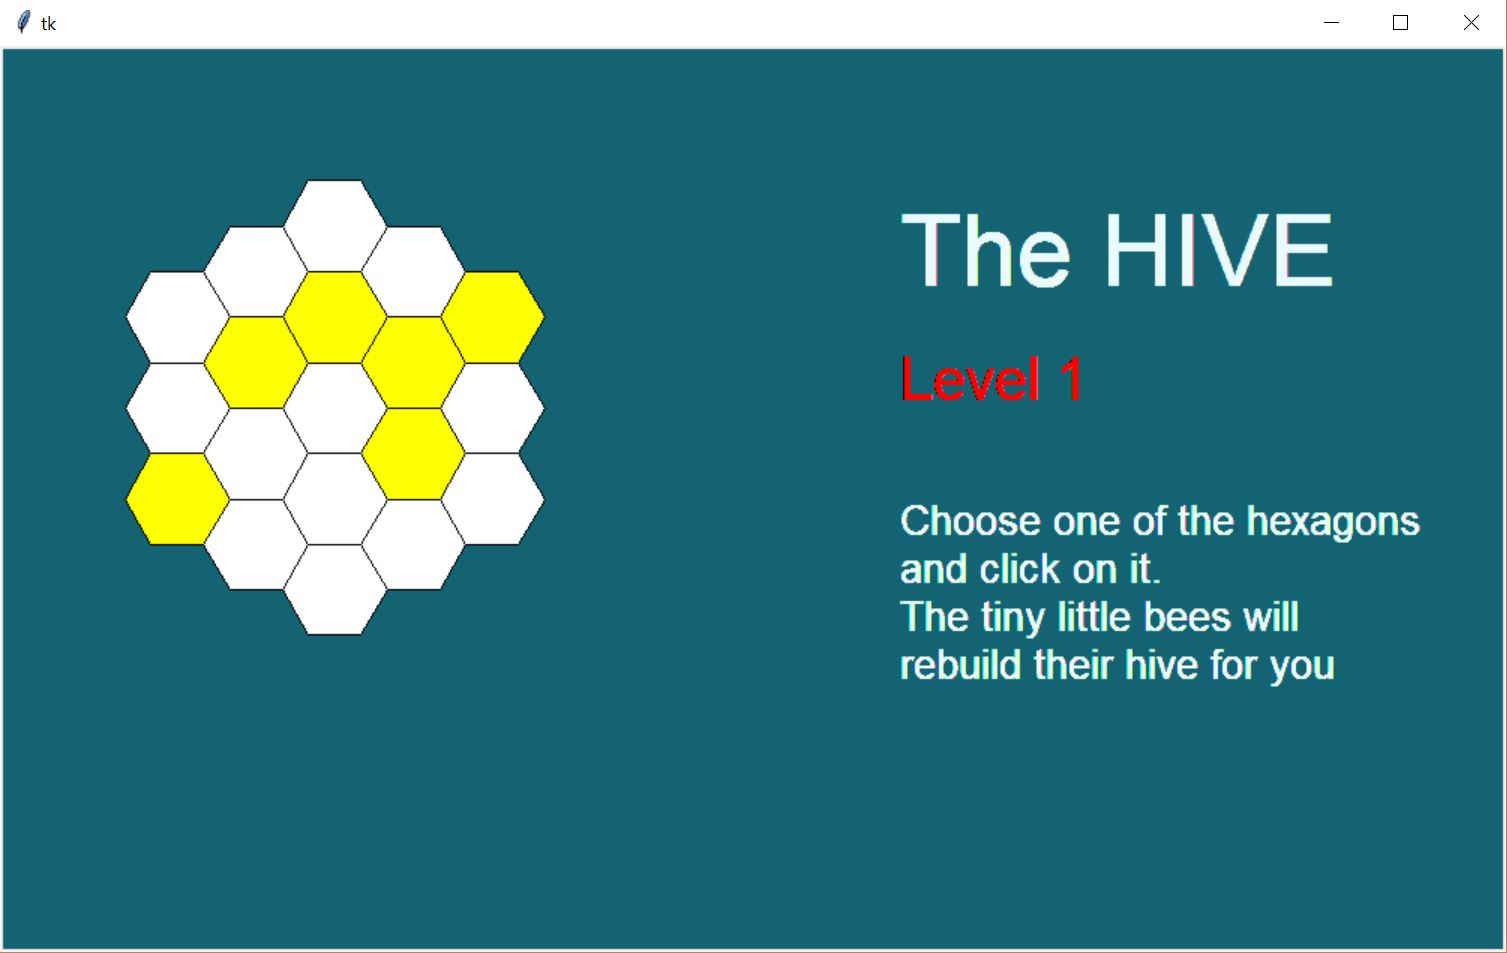 tk
The HIVE
Level 1
Choose one of the hexagons
and click on it.
The tiny little bees will
rebuild their hive for you